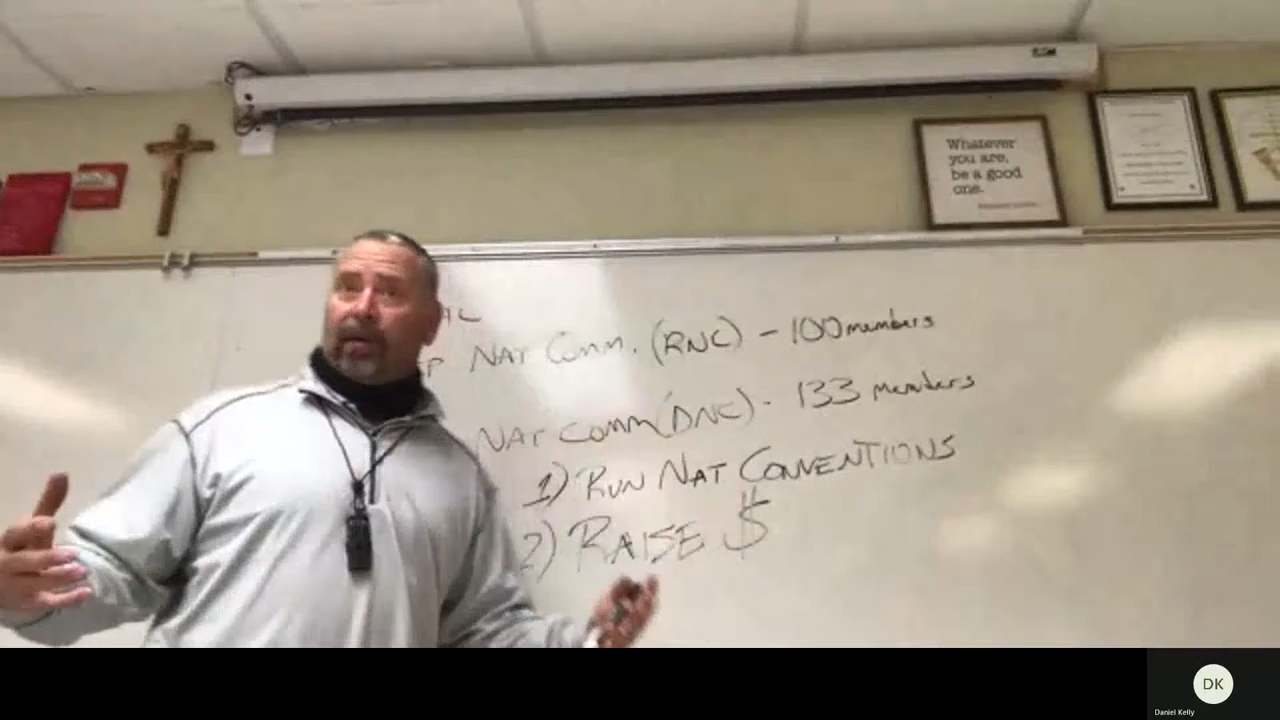 Whatever
you are,
be a good
one.
AL
P NAT COMM. (RNC) - 100 members
NAT COMM (DNC) - 133 members
1) RUN NAT CONVENTIONS
2) RAISE $
DK
Daniel Kelly